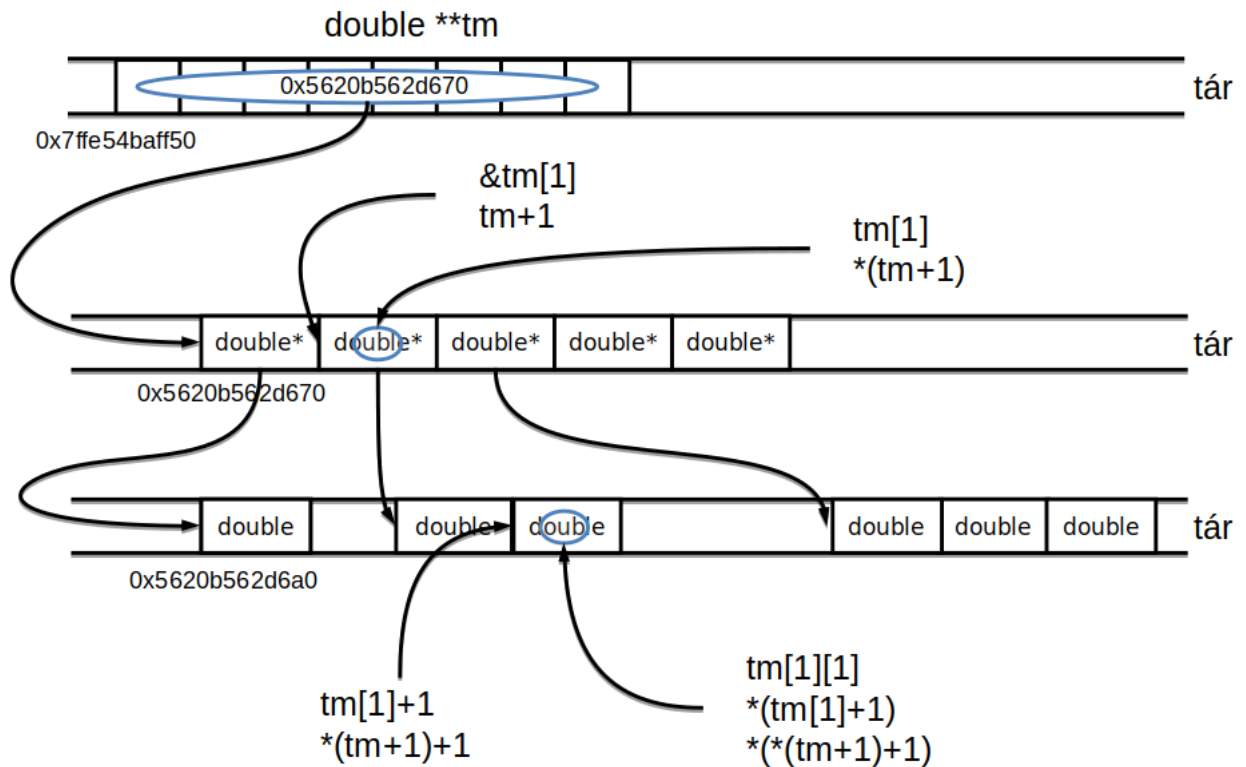 double **tm
0x5620b562d670
tár
0x7ffe54baff50
&tm[1]
tm+1
tm[1]
*(tm+1)
double* double* double* double* double*
tár
0x5620b562d670
double double double double double double
tár
0x5620b562d6a0
tm[1]+1
*(tm+1)+1
tm[1][1]
*(tm[1]+1)
*(*(tm+1)+1)